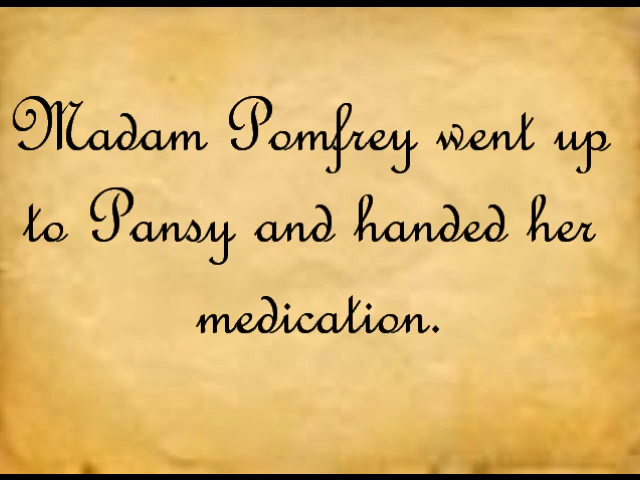 Madam Pomfrey went up
to Pansy and handed her
medication.